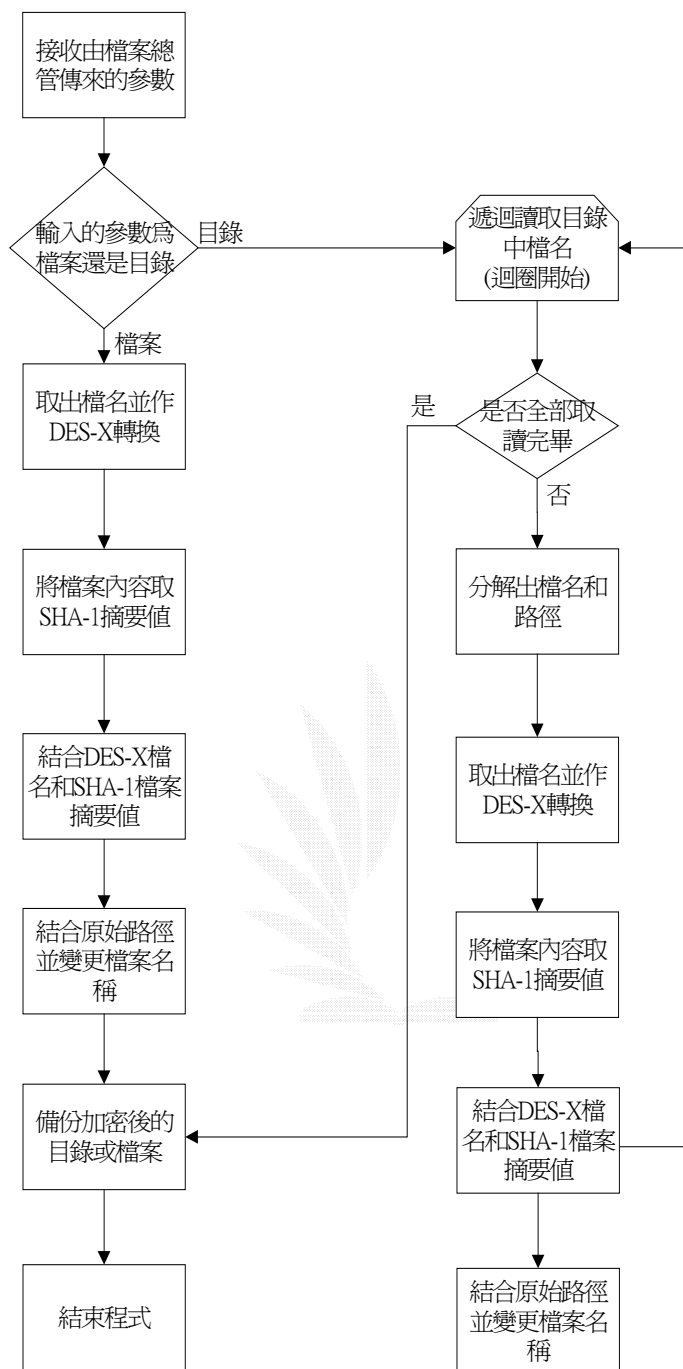 接收由檔案總
管傳來的參數
輸入的參數為
檔案還是目錄
目錄
檔案
取出檔名並作
DES-X轉換
將檔案內容取
SHA-1摘要值
結合DES-X檔
名和SHA-1檔案
摘要值
結合原始路徑
並變更檔案名
稱
備份加密後的
目錄或檔案
結束程式
遞迴讀取目錄
中檔名
(迴圈開始)
是否全部取
讀完畢
是
否
分解出檔名和
路徑
取出檔名並作
DES-X轉換
將檔案內容取
SHA-1摘要值
結合DES-X檔
名和SHA-1檔案
摘要值
結合原始路徑
並變更檔案名
稱